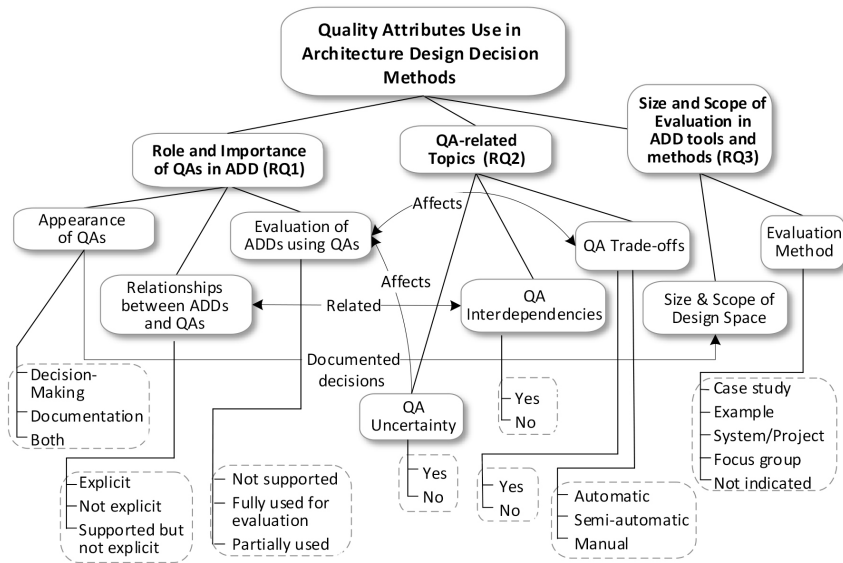 Quality Attributes Use in
Architecture Design Decision
Methods
Role and Importance
of QAs in ADD (RQ1)
QA-related
Topics (RQ2)
Size and Scope of
Evaluation in
ADD tools and
methods (RQ3)
Appearance
of QAs
Evaluation of
ADDs using QAs
Affects
QA Trade-offs
Evaluation
Method
Relationships
between ADDs
and QAs
Affects
Related
QA
Interdependencies
Size & Scope of
Design Space
Documented
decisions
Decision-
Making
Documentation
Both
QA
Uncertainty
Yes
No
Case study
Example
System/Project
Focus group
Not indicated
Explicit
Not explicit
Supported but
not explicit
Not supported
Fully used for
evaluation
Partially used
Yes
No
Yes
No
Automatic
Semi-automatic
Manual